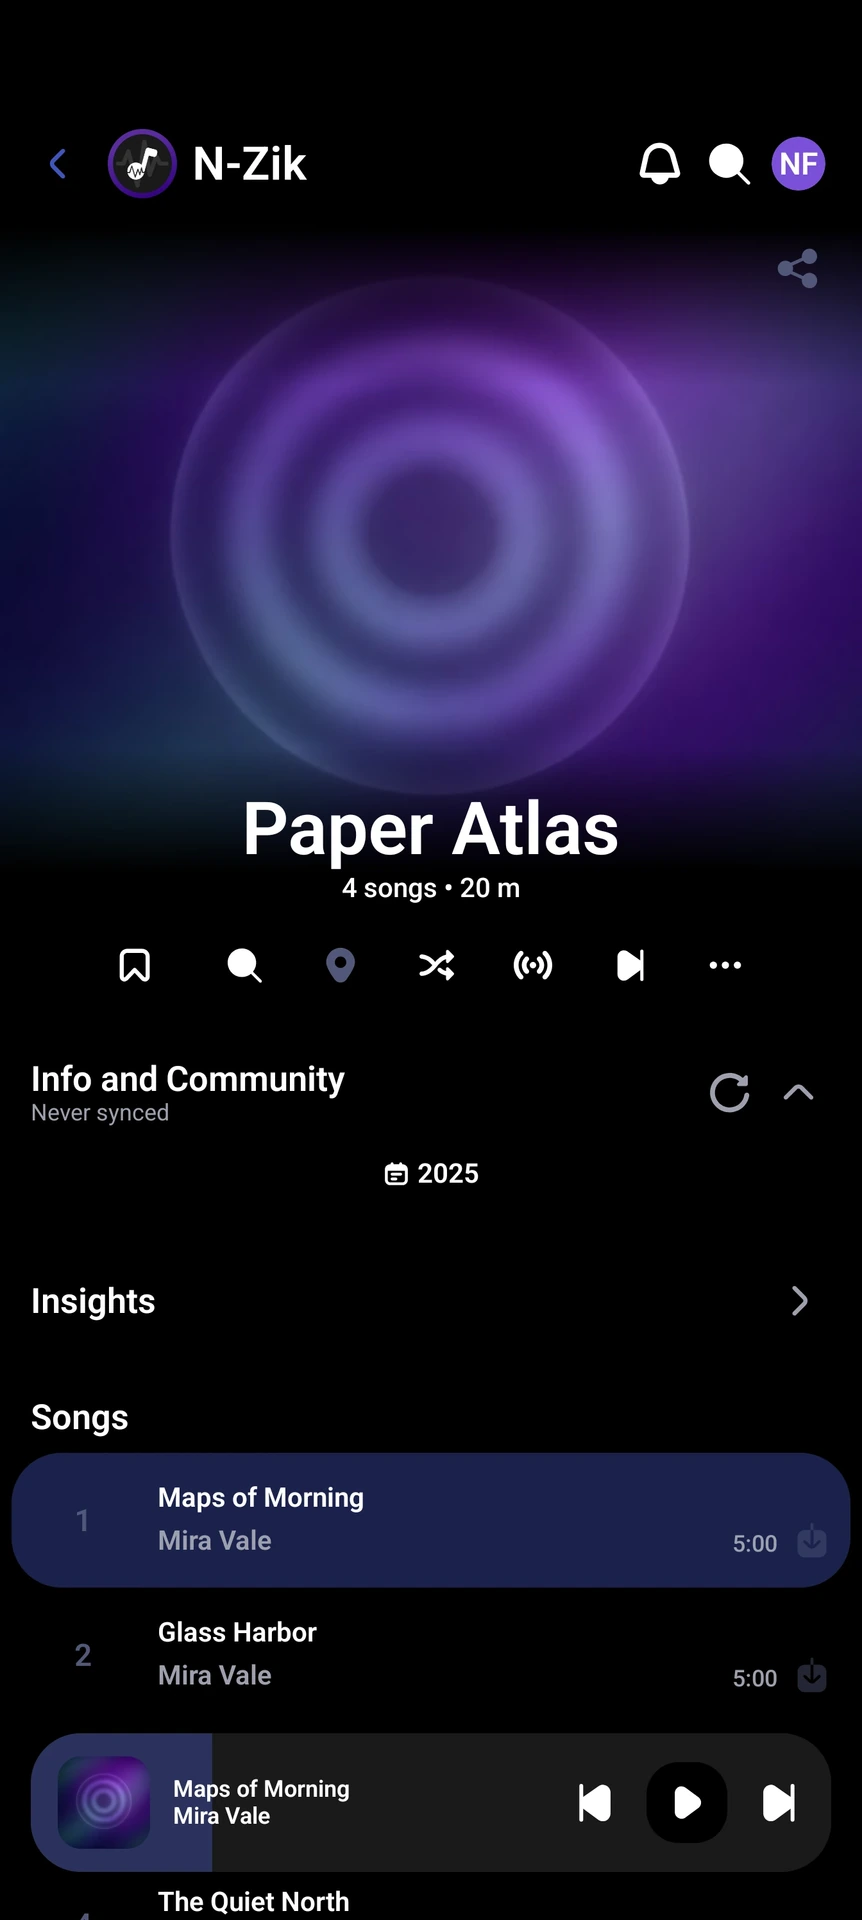 N-Zik
NF
Paper Atlas
4 songs • 20 m
Info and Community
Never synced
2025
Insights
Songs
1
Maps of Morning
Mira Vale
5:00
2
Glass Harbor
Mira Vale
5:00
Maps of Morning
Mira Vale
The Quiet North